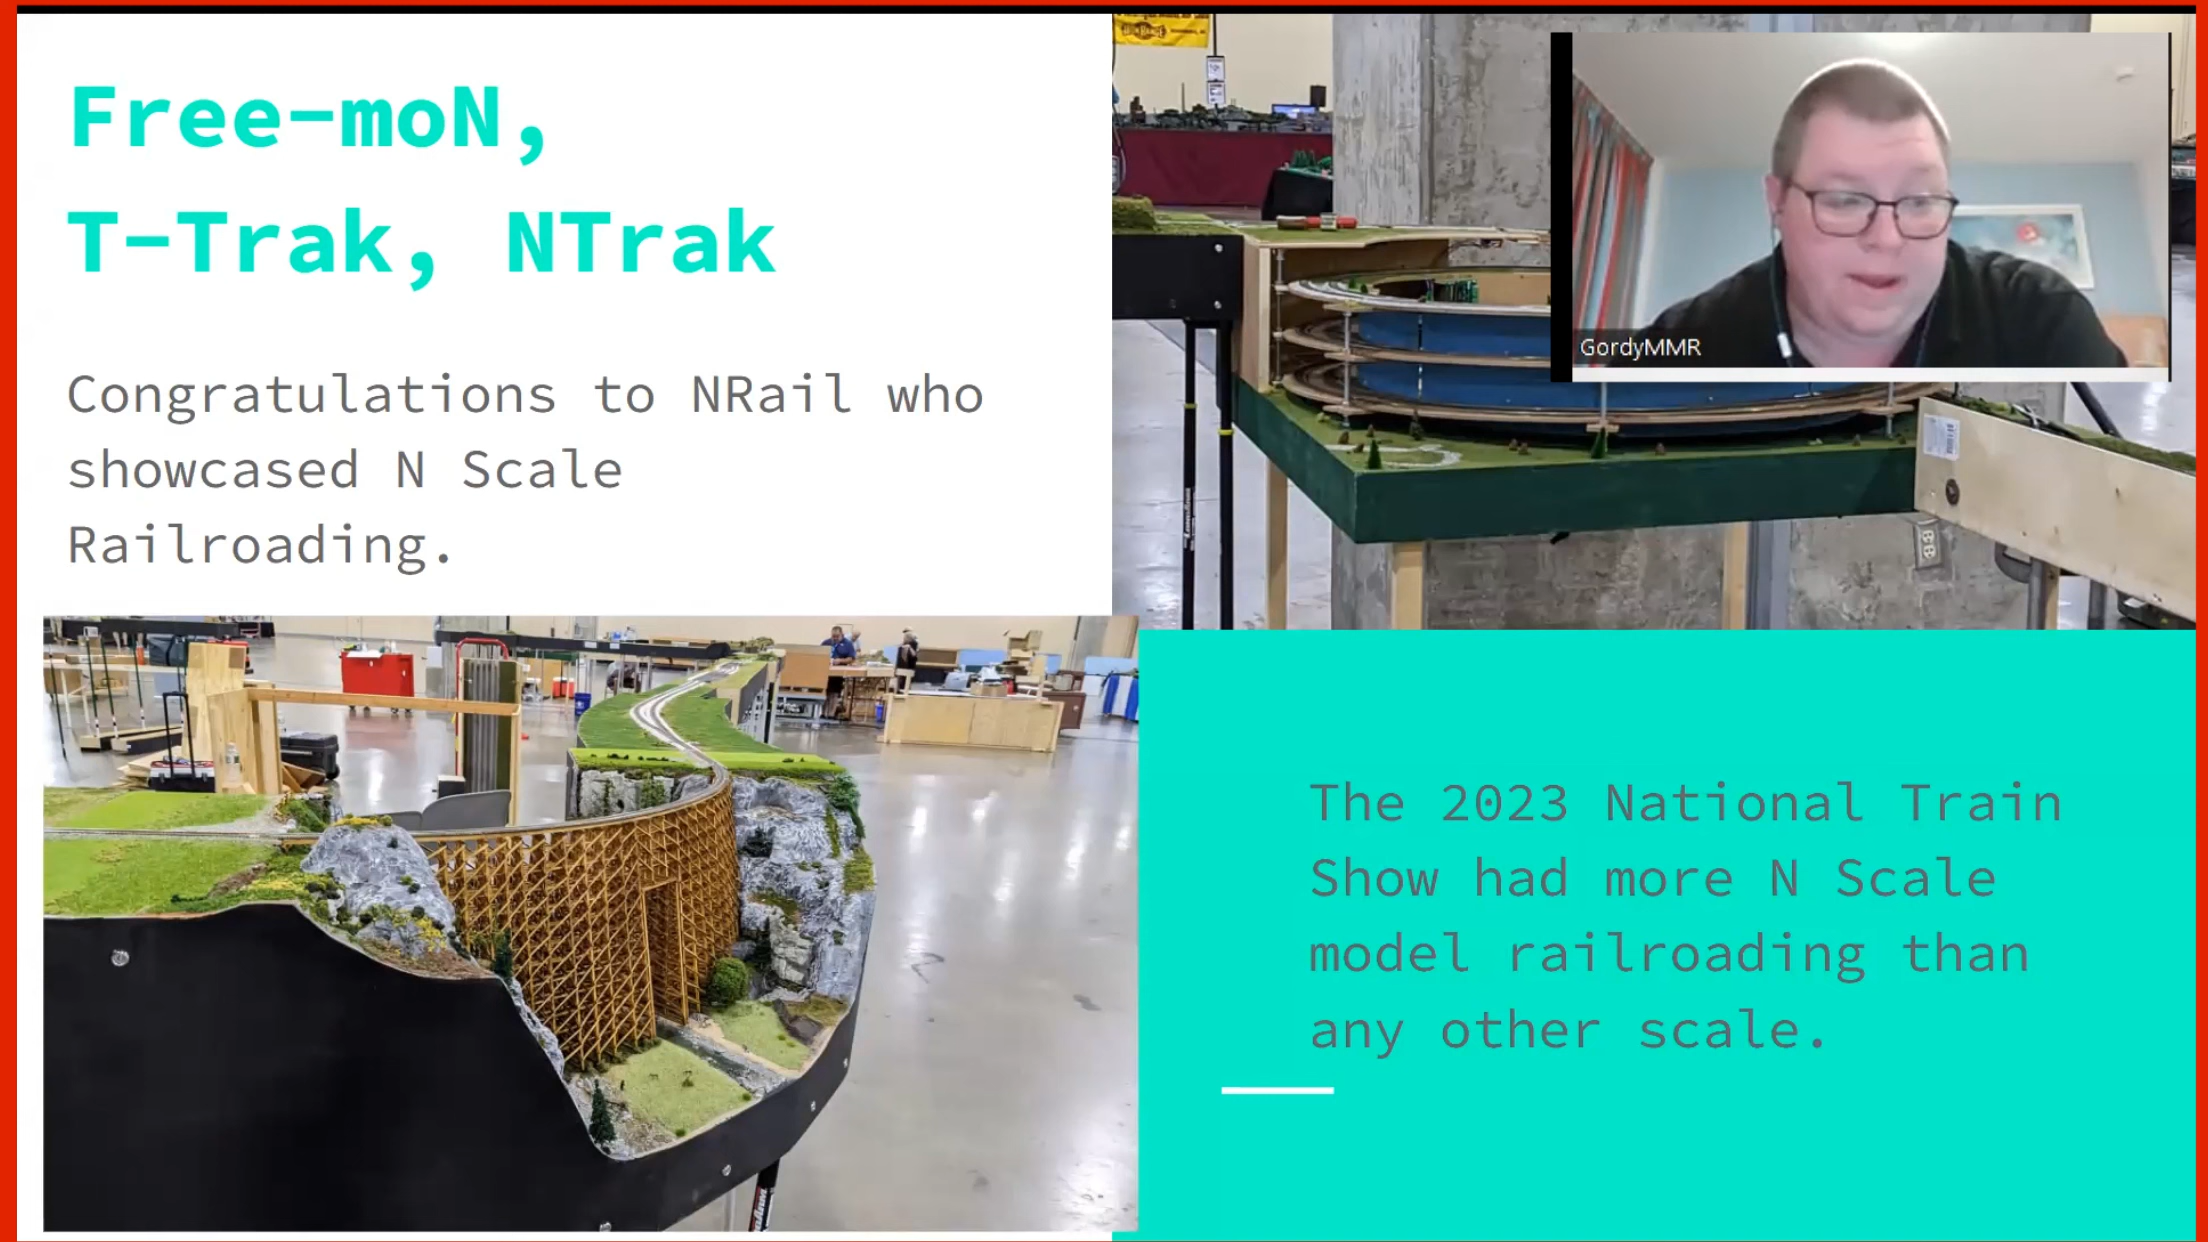 Free-moN,
T-Trak, NTrak
Congratulations to NRail who
showcased N Scale
Railroading.
GordyMMR
The 2023 National Train
Show had more N Scale
model railroading than
any other scale.